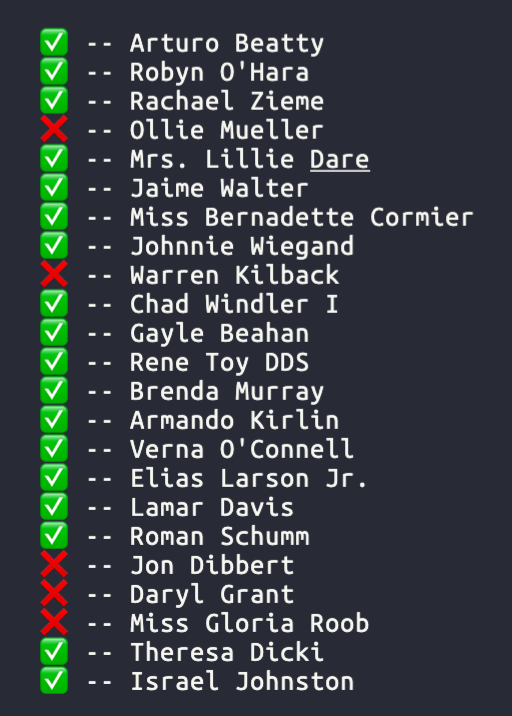 ✅ -- Arturo Beatty
✅ -- Robyn O'Hara
✅ -- Rachael Zieme
❌ -- Ollie Mueller
✅ -- Mrs. Lillie Dare
✅ -- Jaime Walter
✅ -- Miss Bernadette Cormier
✅ -- Johnnie Wiegand
❌ -- Warren Kilback
✅ -- Chad Windler I
✅ -- Gayle Beahan
✅ -- Rene Toy DDS
✅ -- Brenda Murray
✅ -- Armando Kirlin
✅ -- Verna O'Connell
✅ -- Elias Larson Jr.
✅ -- Lamar Davis
✅ -- Roman Schumm
❌ -- Jon Dibbert
❌ -- Daryl Grant
❌ -- Miss Gloria Roob
✅ -- Theresa Dicki
✅ -- Israel Johnston